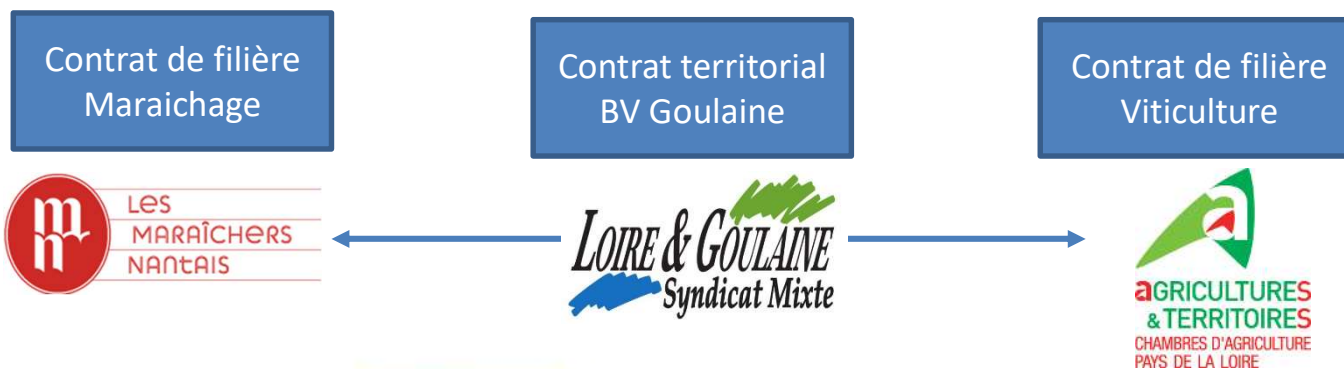 Contrat de filière
Maraichage
Contrat territorial
BV Goulaine
Contrat de filière
Viticulture
mn
Les
MARAÎCHERS
NANTAIS
LOIRE & GOULAINE
Syndicat Mixte
a
AGRICULTURES
& TERRITOIRES
CHAMBRES D'AGRICULTURE
PAYS DE LA LOIRE